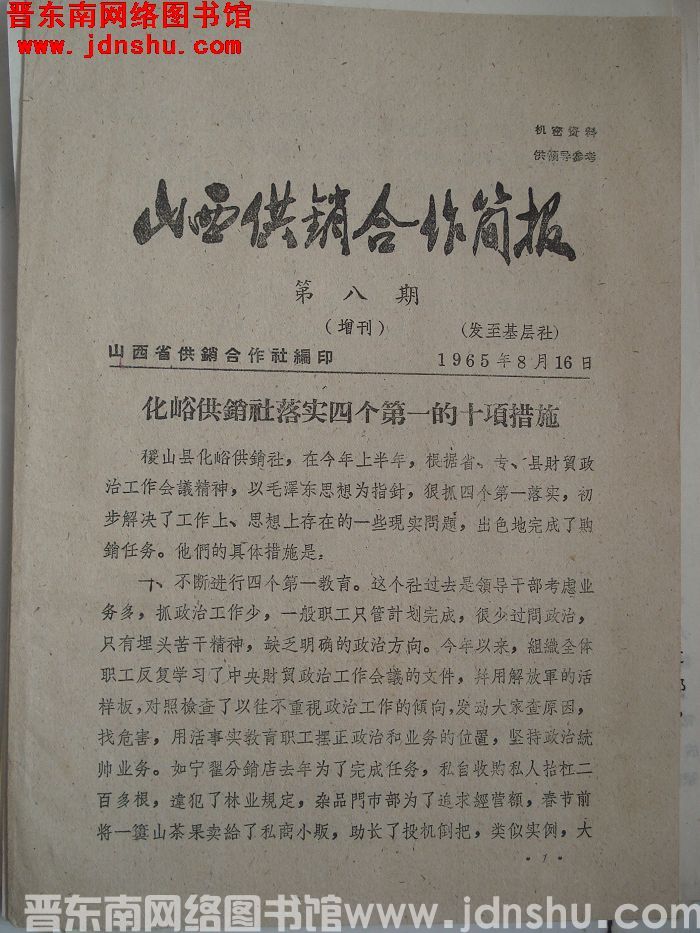 晋东南网络图书馆
www.jdnshu.com
机密資料
供領导参考
山西供銷合作简报
第八期
(增刊)
(发至基层社)
山西省供銷合作社編印
1965年8月16日
化峪供銷社落实四个第一的十項措施
稷山县化峪供銷社，在今年上半年，根据省、专、县財貿政
治工作会議精神，以毛澤东思想为指針，狠抓四个第一落实，初
步解决了工作上、思想上存在的一些现实問題，出色地完成了购
銷任务。他們的具体措施是：
一、不断进行四个第一教育。这个社过去是領导干部考虑业
务多，抓政治工作少，一般职工只管計划完成，很少过問政治，
只有埋头苦干精神，缺乏明确的政治方向。今年以来，組織全体
职工反复学习了中央財貿政治工作会議的文件，并用解放軍的活
样板，对照檢查了以往不重視政治工作的傾向，发动大家查原因，
找危害，用活事实教育职工摆正政治和业务的位置，坚持政治統
帅业务。如宁翟分銷店去年为了完成任务，私自收购私人抬杠二
百多根，違犯了林业規定，杂品門市部为了追求經营額，春节前
将一簍山茶果卖給了私商小贩，助长了投机倒把，类似实例，大
·1·
晋东南网络图书馆www.jdnshu.com